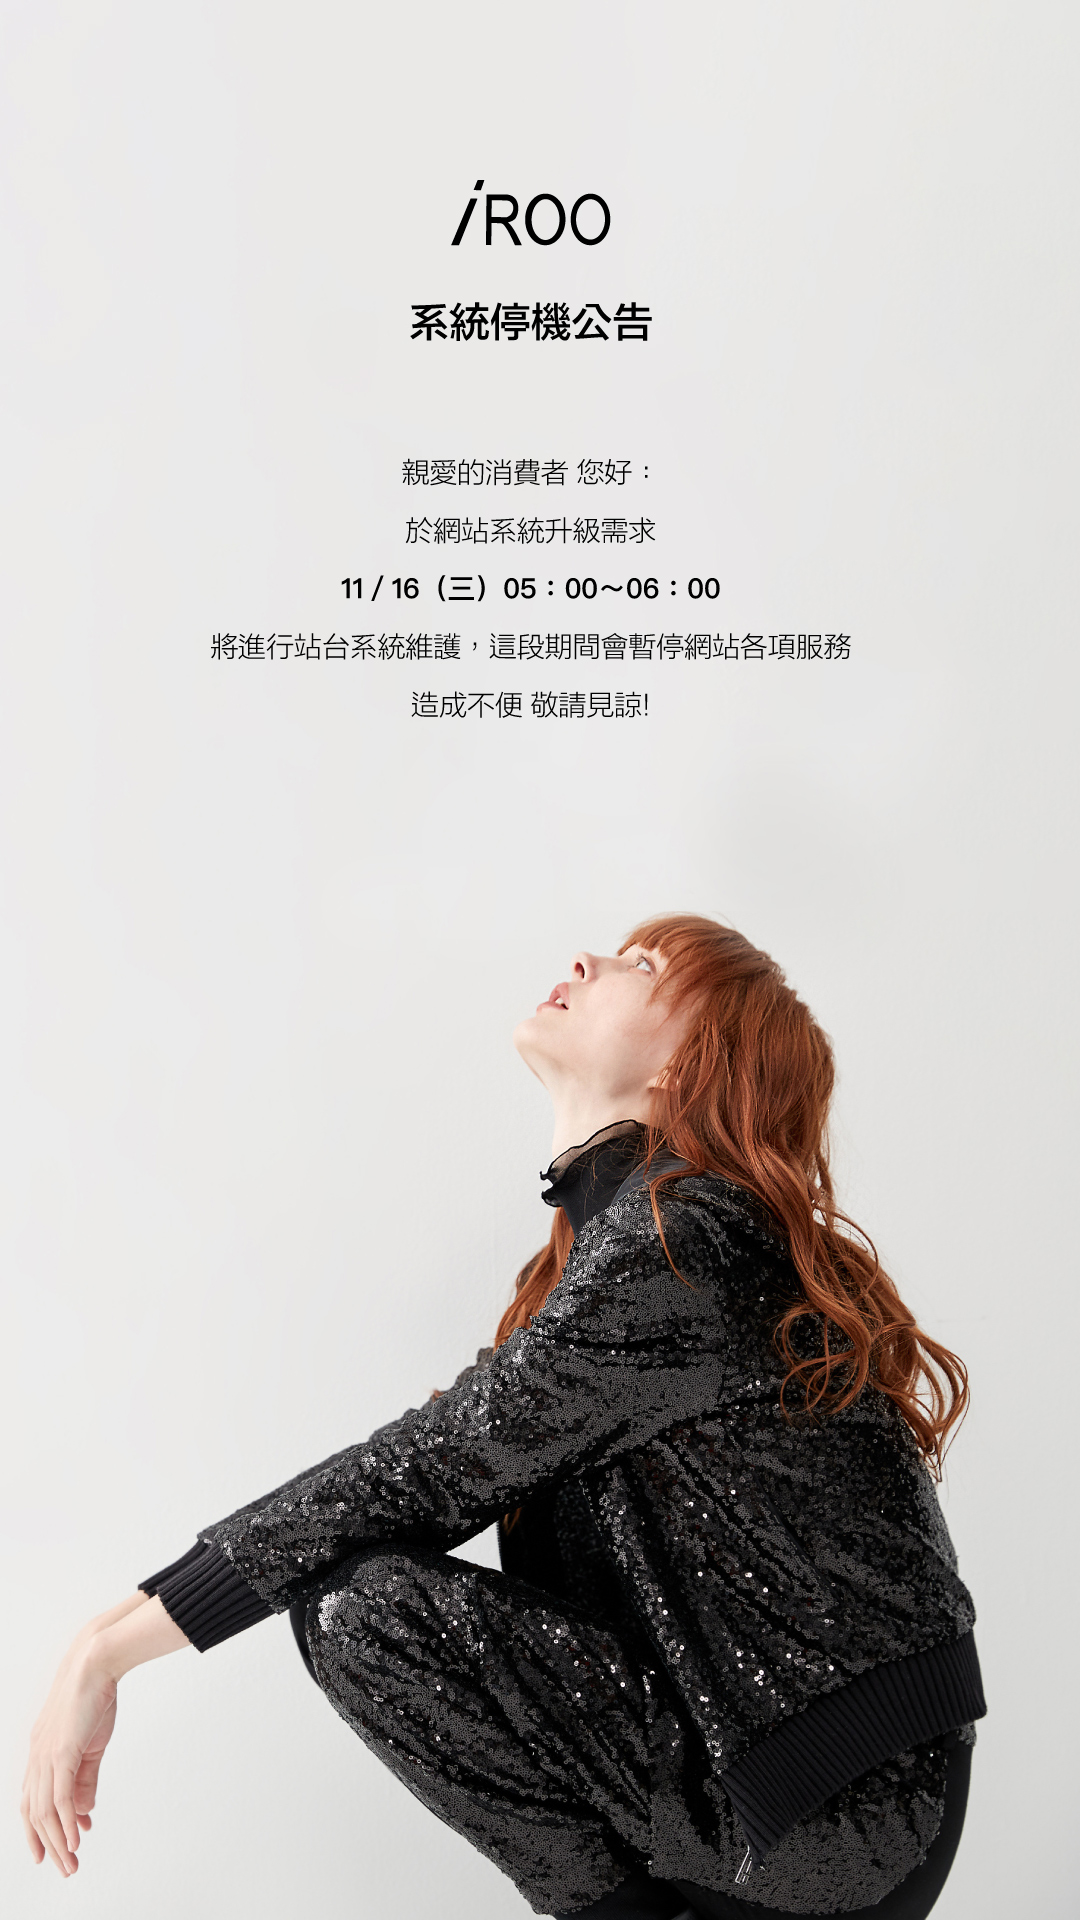 iROO
系統停機公告
親愛的消費者 您好：
於網站系統升級需求
11 / 16（三）05：00～06：00
將進行站台系統維護，這段期間會暫停網站各項服務
造成不便 敬請見諒!